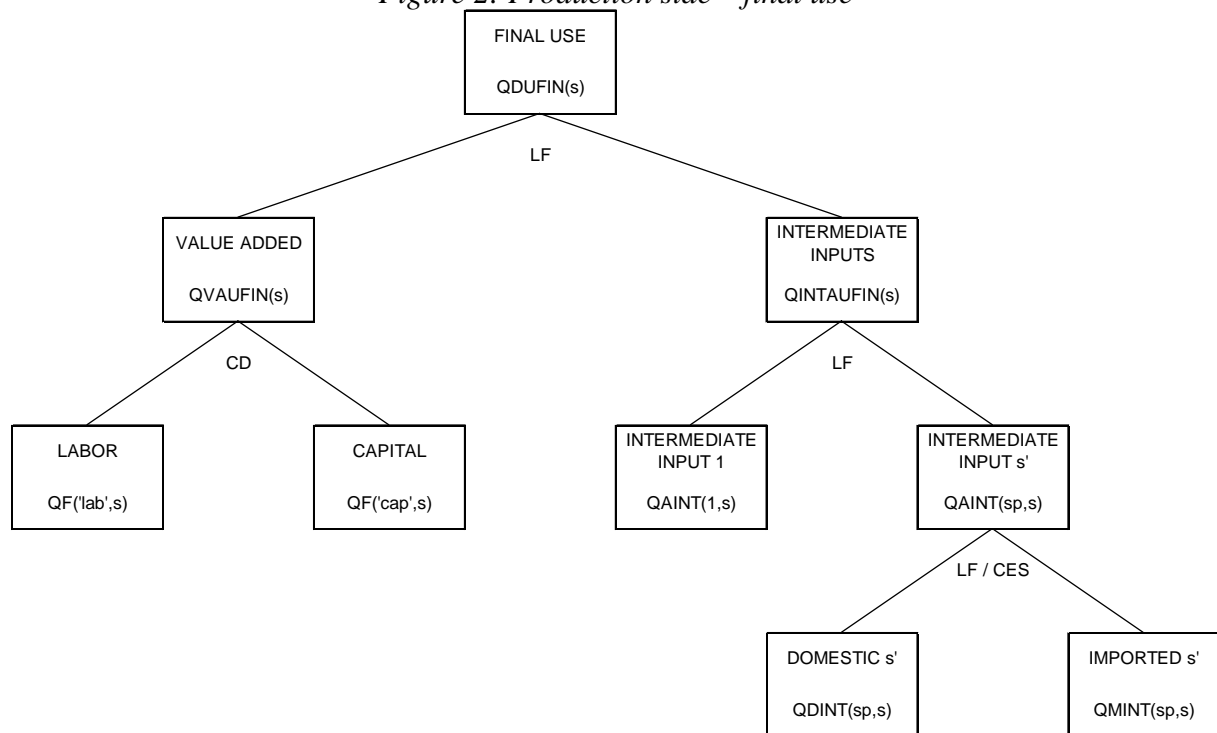 Figure 2: Production side – final use
FINAL USE
QDUFIN(s)
LF
VALUE ADDED
QVAUFIN(s)
INTERMEDIATE
INPUTS
QINTAUFIN(s)
CD
LF
LABOR
QF('lab',s)
CAPITAL
QF('cap',s)
INTERMEDIATE
INPUT 1
QAINT(1,s)
INTERMEDIATE
INPUT s'
QAINT(sp,s)
LF / CES
DOMESTIC s'
QDINT(sp,s)
IMPORTED s'
QMINT(sp,s)